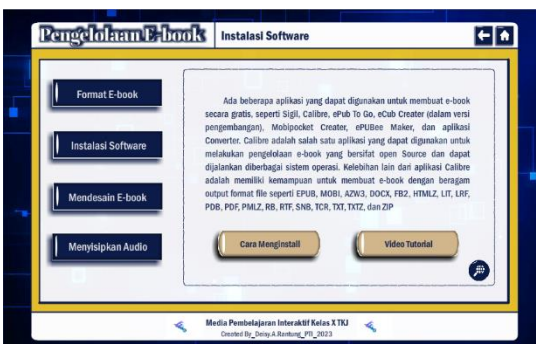 Pengelolaan E-book
Instalasi Software
Format E-book
Instalasi Software
Mendesain E-book
Menyisipkan Audio
Ada beberapa aplikasi yang dapat digunakan untuk membuat e-book
secara gratis, seperti Sigil, Calibre, ePub To Go, eCub Creater (dalam versi
pengembangan), Mobipocket Creater, ePUBee Maker, dan aplikasi
Converter. Calibre adalah salah satu aplikasi yang dapat digunakan untuk
melakukan pengeloaan e-book yang bersifat open Source dan dapat
dijalankan diberbagai sistem operasi. Kelebihan lain dari aplikasi Calibre
adalah memiliki kemampuan untuk membuat e-book dengan beragam
output format file seperti EPUB, MOBI, AZW3, DOCX, FB2, HTMLZ, LIT, LRF,
PDB, PDF, PMLZ, RB, RTF, SNB, TCR, TXT, TXTZ, dan ZIP
Cara Menginstall
Video Tutorial
Media Pembelajaran Interaktif Kelas X TKJ
Created By_Deisy.A.Rantung_PTI_2023